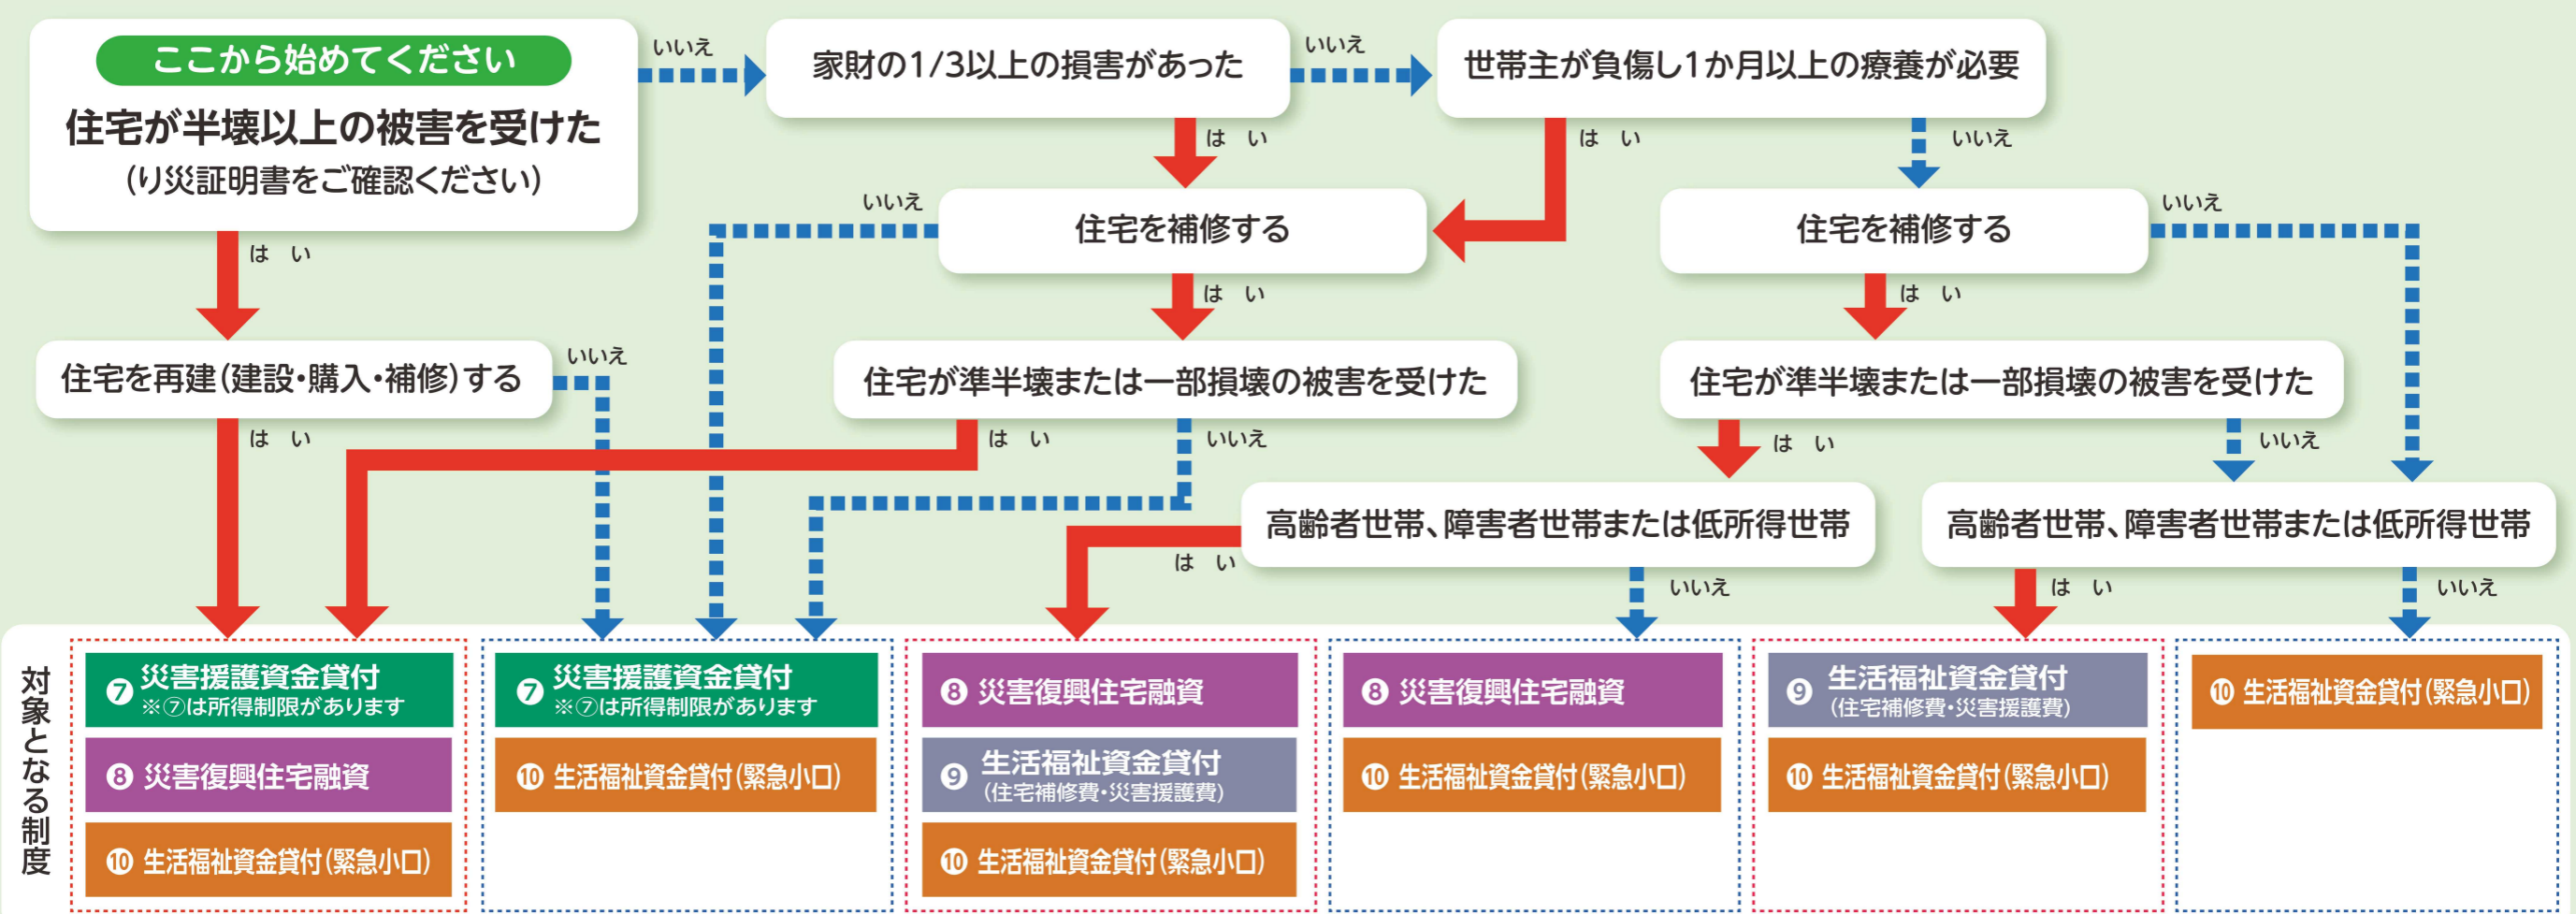 ここから始めてください
住宅が半壊以上の被害を受けた
(り災証明書をご確認ください)
いいえ
家財の1/3以上の損害があった
いいえ
世帯主が負傷し1か月以上の療養が必要
は い
は い
いいえ
いいえ
住宅を補修する
住宅を補修する
いいえ
は い
は い
は い
住宅を再建(建設・購入・補修)する
いいえ
住宅が準半壊または一部損壊の被害を受けた
住宅が準半壊または一部損壊の被害を受けた
は い
は い
いいえ
は い
いいえ
高齢者世帯、障害者世帯または低所得世帯
高齢者世帯、障害者世帯または低所得世帯
は い
いいえ
は い
いいえ
対象となる制度
❼ 災害援護資金貸付
※⑦は所得制限があります
❽ 災害復興住宅融資
❿ 生活福祉資金貸付(緊急小口)
❼ 災害援護資金貸付
※⑦は所得制限があります
❿ 生活福祉資金貸付(緊急小口)
❽ 災害復興住宅融資
❾ 生活福祉資金貸付
(住宅補修費・災害援護費)
❿ 生活福祉資金貸付(緊急小口)
❽ 災害復興住宅融資
❿ 生活福祉資金貸付(緊急小口)
❾ 生活福祉資金貸付
(住宅補修費・災害援護費)
❿ 生活福祉資金貸付(緊急小口)
❿ 生活福祉資金貸付(緊急小口)